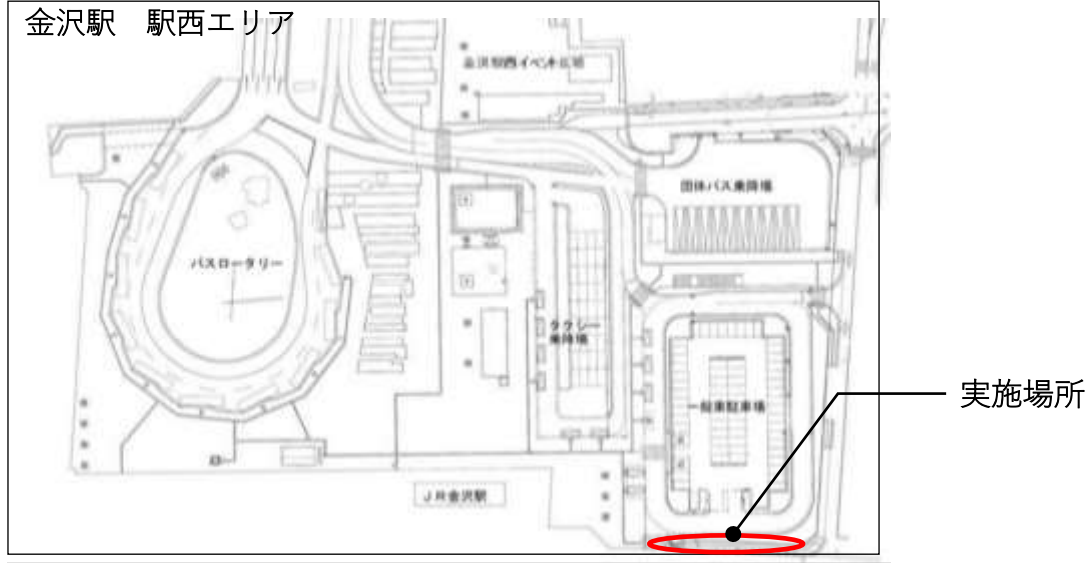 金沢駅　駅西エリア
金沢駅西イベント広場
団体バス乗降場
バスロータリー
タクシー
乗降場
一般車駐車場
実施場所
ＪＲ金沢駅